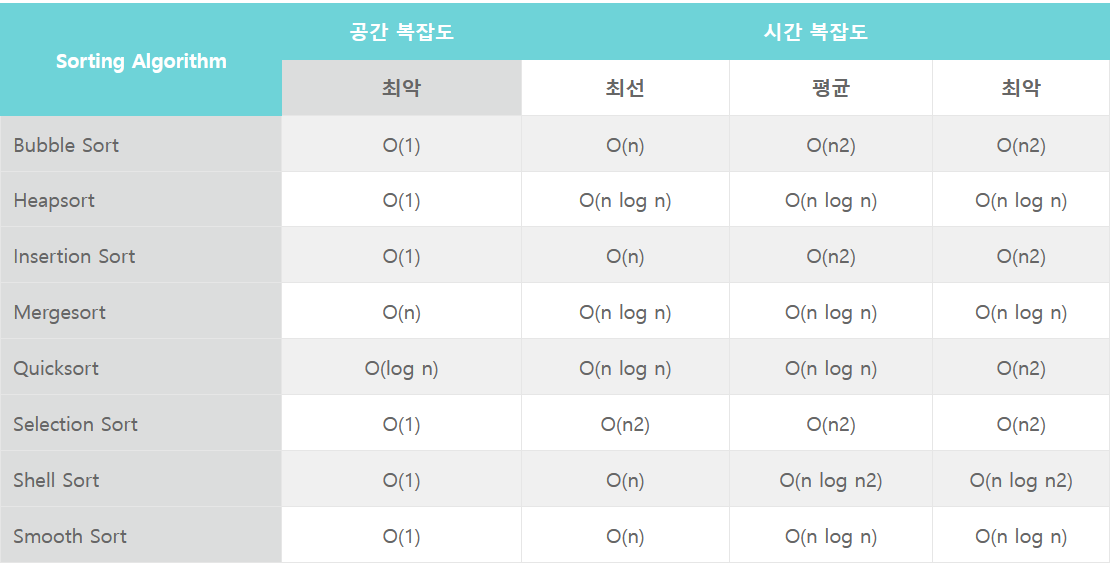 Sorting Algorithm 공간 복잡도 시간 복잡도
최악 최선 평균 최악
Bubble Sort O(1) O(n) O(n2) O(n2)
Heapsort O(1) O(n log n) O(n log n) O(n log n)
Insertion Sort O(1) O(n) O(n2) O(n2)
Mergesort O(n) O(n log n) O(n log n) O(n log n)
Quicksort O(log n) O(n log n) O(n log n) O(n2)
Selection Sort O(1) O(n2) O(n2) O(n2)
Shell Sort O(1) O(n) O(n log n2) O(n log n2)
Smooth Sort O(1) O(n) O(n log n) O(n log n)